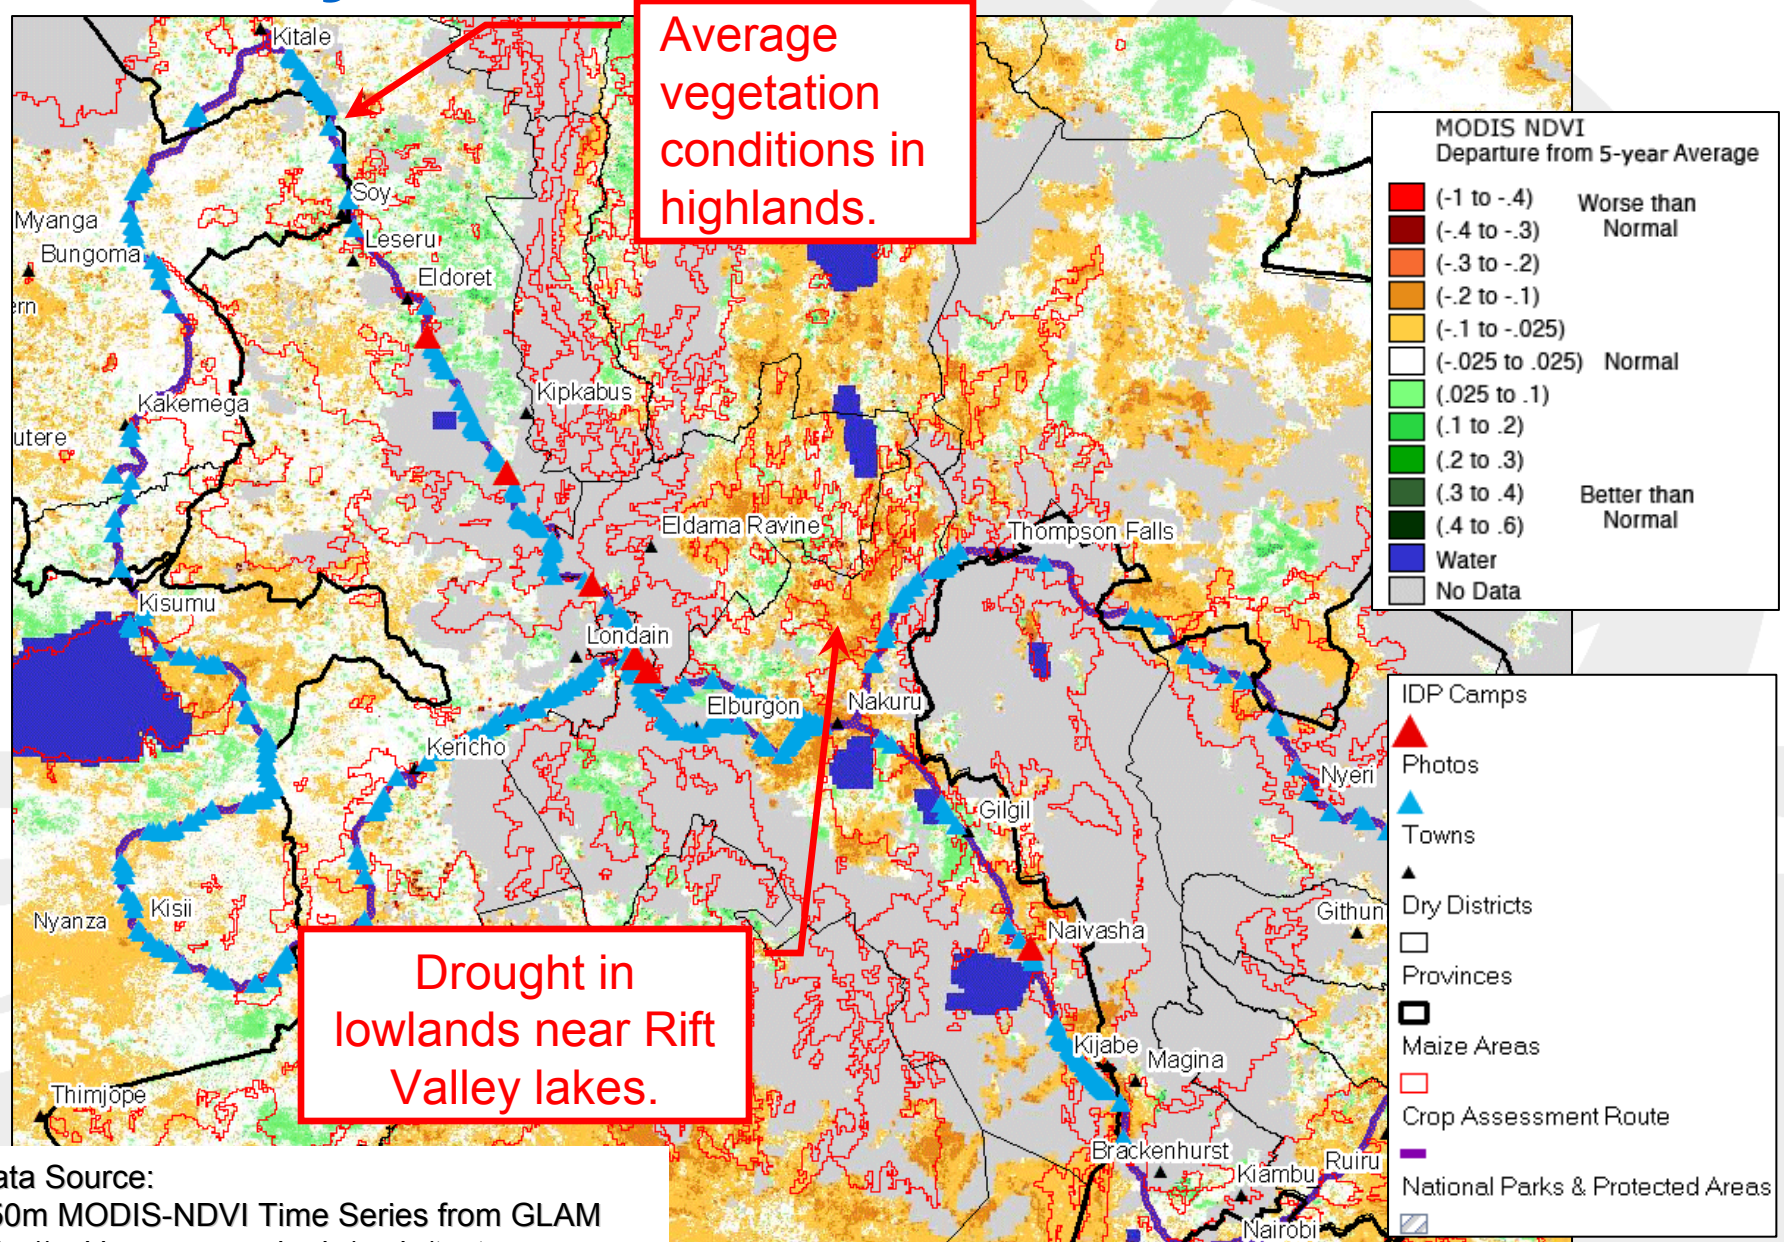 Average
vegetation
conditions in
highlands.
Kitale
Soy
Myanga
Bungoma
Leseru
Eldoret
ern
Kipkabus
Kakemega
utere
Eldama Ravine
Thompson Falls
Kisumu
Londain
Elburgon
Nakuru
Kericho
Nyeri
Gilgil
Nyanza
Kisii
Githun
Naivasha
Drought in
lowlands near Rift
Valley lakes.
Kijabe
Magina
Thimjope
Brackenhurst
Kiambu
Ruiru
Nairobi
MODIS NDVI
Departure from 5-year Average
(-1 to -.4)
Worse than
Normal
(-.4 to -.3)
(-.3 to -.2)
(-.2 to -.1)
(-.1 to -.025)
(-.025 to .025) Normal
(.025 to .1)
(.1 to .2)
(.2 to .3)
(.3 to .4)
Better than
Normal
(.4 to .6)
Water
No Data
IDP Camps
Photos
Towns
Dry Districts
Provinces
Maize Areas
Crop Assessment Route
National Parks & Protected Areas
ata Source:
50m MODIS-NDVI Time Series from GLAM